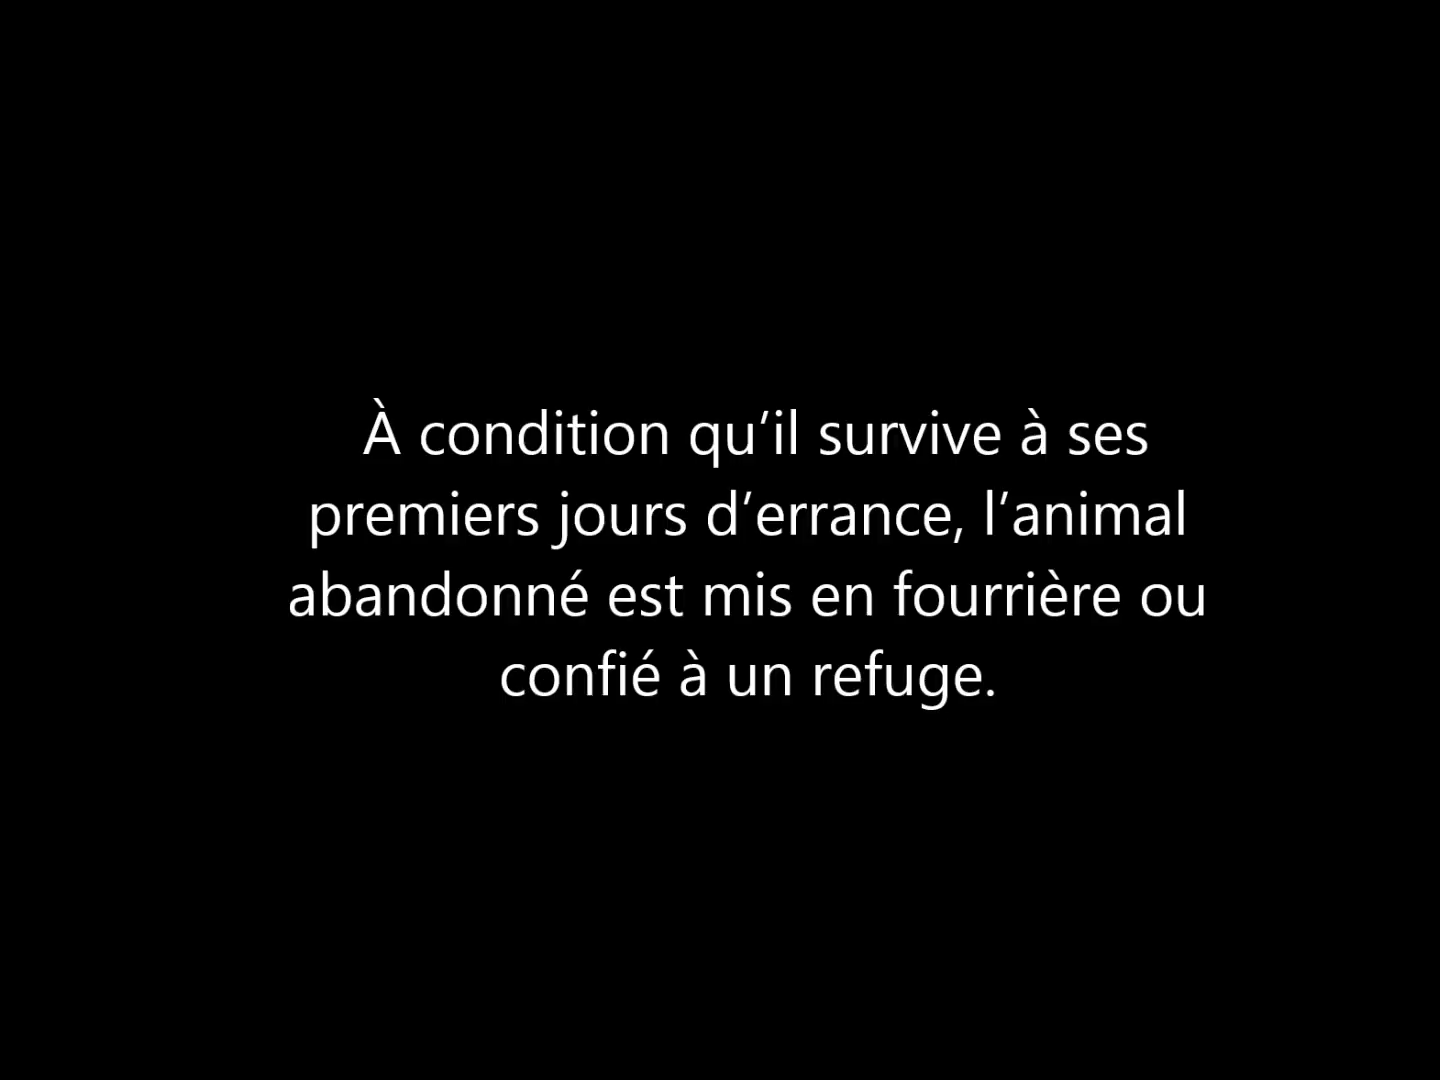 À condition qu’il survive à ses
premiers jours d’errance, l’animal
abandonné est mis en fourrière ou
confié à un refuge.